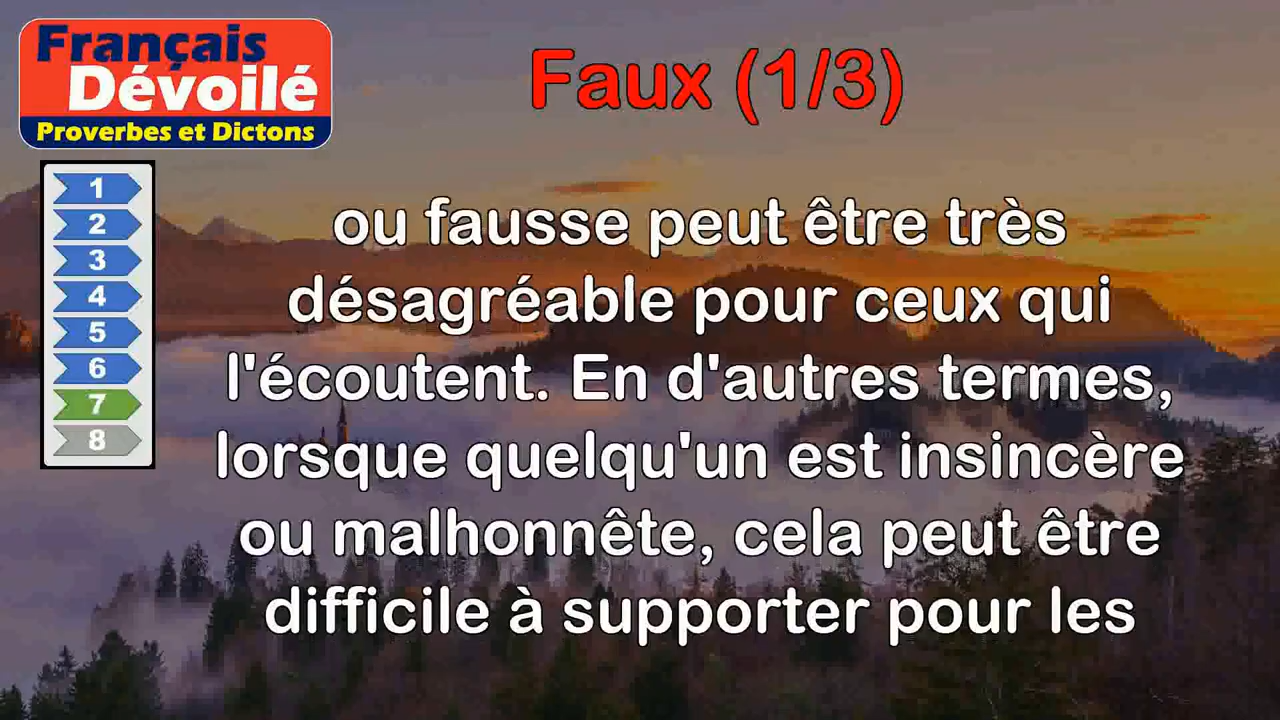 Français
Dévoilé
Proverbes et Dictons
Faux (1/3)
1
2
3
4
5
6
7
8
ou fausse peut être très
désagréable pour ceux qui
l'écoutent. En d'autres termes,
lorsque quelqu'un est insincère
ou malhonnête, cela peut être
difficile à supporter pour les